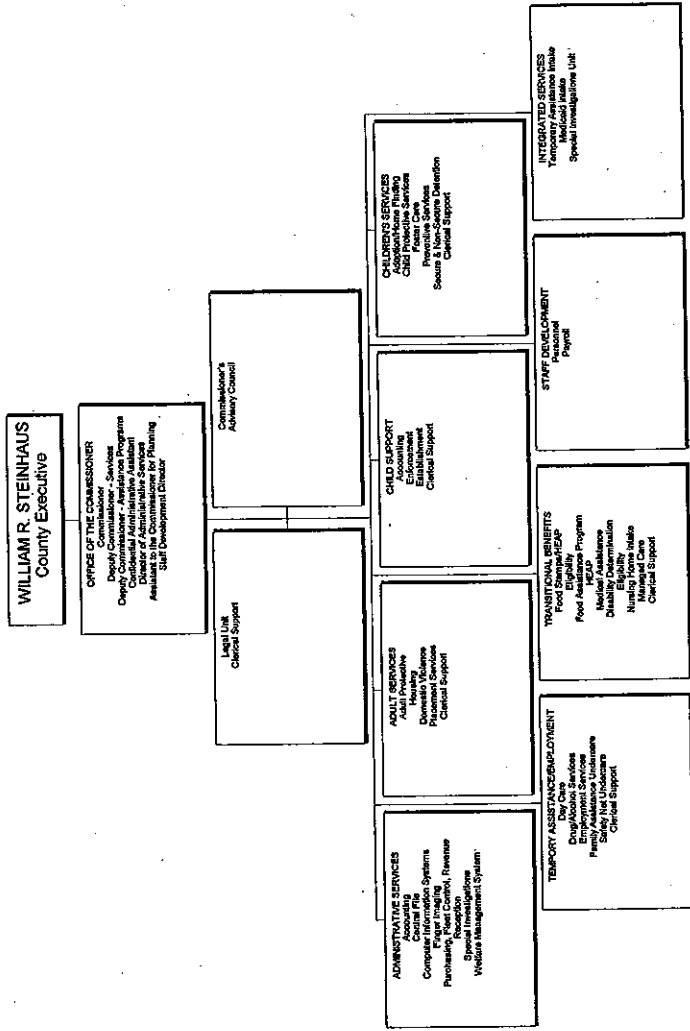 WILLIAM R. STEINHAUS
County Executive
OFFICE OF THE COMMISSIONER
Commissioner
Deputy Commissioner - Services
Deputy Commissioner - Assistance Programs
Confidential Administrative Assistant
Director of Administrative Services
Assistant to the Commissioner for Planning
Staff Development Director
Legal Unit
Clerical Support
Commissioner's
Advisory Council
ADMINISTRATIVE SERVICES
Accounting
Central File
Computer Information Systems
Finger Imaging
Purchasing, Fleet Control, Revenue
Reception
Special Investigations
Welfare Management System
ADULT SERVICES
Adult Protective
Housing
Domestic Violence
Placement Services
Clerical Support
CHILD SUPPORT
Accounting
Enforcement
Establishment
Clerical Support
CHILDREN'S SERVICES
Adoption/Home Finding
Child Protective Services
Foster Care
Preventive Services
Secure & Non-Secure Detention
Clerical Support
TEMPORY ASSISTANCE/EMPLOYMENT
Day Care
Drug/Alcohol Services
Employment Services
Family Assistance Undercare
Safety Net Undercare
Clerical Support
TRANSITIONAL BENEFITS
Food Stamps/HEAP
Eligibility
Food Assistance Program
HEAP
Medical Assistance
Disability Determination
Eligibility
Nursing Home Intake
Managed Care
Clerical Support
STAFF DEVELOPMENT
Personnel
Payroll
INTEGRATED SERVICES
Temporary Assistance Intake
Medicaid Intake
Special Investigations Unit